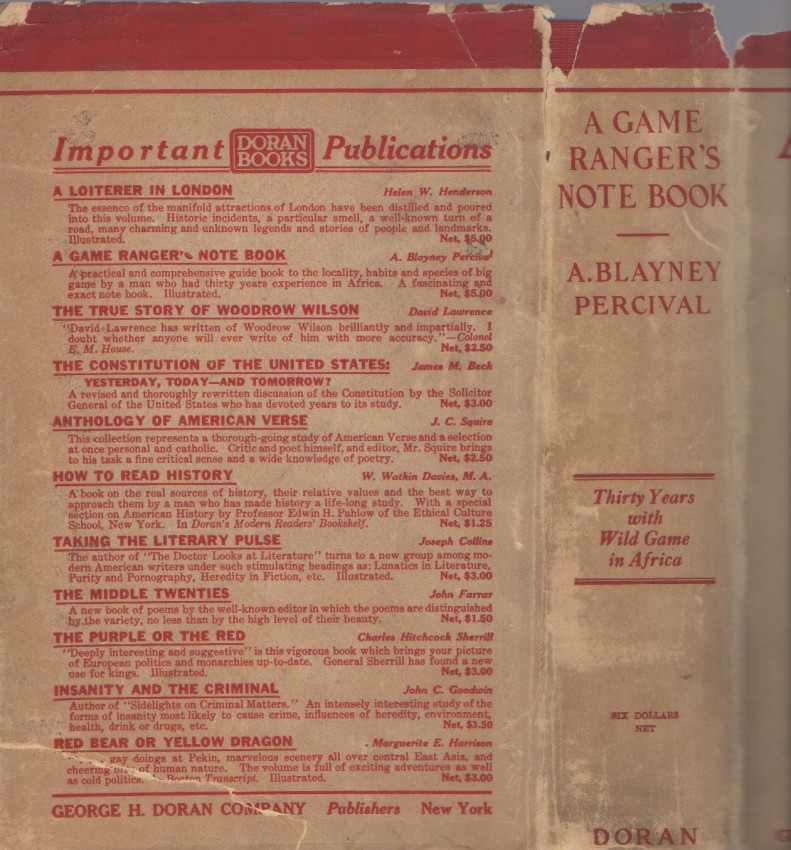 Important DORAN BOOKS Publications
A LOITERER IN LONDON Helen W. Henderson
The essence of the manifold attractions of London have been distilled and poured
into this volume. Historic incidents, a particular smell, a well-known turn of a
road, many charming and unknown legends and stories of people and landmarks.
Illustrated. Net, $5.00
A GAME RANGER'S NOTE BOOK A. Blayney Percival
A practical and comprehensive guide book to the locality, habits and species of big
game by a man who had thirty years experience in Africa. A fascinating and
exact note book. Illustrated. Net, $5.00
THE TRUE STORY OF WOODROW WILSON David Lawrence
"David Lawrence has written of Woodrow Wilson brilliantly and impartially. I
doubt whether anyone will ever write of him with more accuracy."—Colonel
E. M. House. Net, $2.50
THE CONSTITUTION OF THE UNITED STATES: James M. Beck
YESTERDAY, TODAY—AND TOMORROW?
A revised and thoroughly rewritten discussion of the Constitution by the Solicitor
General of the United States who has devoted years to its study. Net, $3.00
ANTHOLOGY OF AMERICAN VERSE J. C. Squire
This collection represents a thorough-going study of American Verse and a selection
at once personal and catholic. Critic and poet himself, and editor, Mr. Squire brings
to his task a fine critical sense and a wide knowledge of poetry. Net, $2.50
HOW TO READ HISTORY W. Watkin Davies, M. A.
A book on the real sources of history, their relative values and the best way to
approach them by a man who has made history a life-long study. With a special
section on American History by Professor Edwin H. Pahlow of the Ethical Culture
School, New York. In Doran's Modern Readers' Bookshelf. Net, $1.25
TAKING THE LITERARY PULSE Joseph Collins
The author of "The Doctor Looks at Literature" turns to a new group among mo-
dern American writers under such stimulating headings as: Lunatics in Literature,
Purity and Pornography, Heredity in Fiction, etc. Illustrated. Net, $3.00
THE MIDDLE TWENTIES John Farrar
A new book of poems by the well-known editor in which the poems are distinguished
by the variety, no less than by the high level of their beauty. Net, $1.50
THE PURPLE OR THE RED Charles Hitchcock Sherrill
"Deeply interesting and suggestive" is this vigorous book which brings your picture
of European politics and monarchies up-to-date. General Sherrill has found a new
use for kings. Illustrated. Net, $3.00
INSANITY AND THE CRIMINAL John C. Goodwin
Author of "Sidelights on Criminal Matters." An intensely interesting study of the
forms of insanity most likely to cause crime, influences of heredity, environment,
health, drink or drugs, etc. Net, $3.50
RED BEAR OR YELLOW DRAGON Marguerite E. Harrison
gay doings at Pekin, marvelous scenery all over central East Asia, and
cheering of human nature. The volume is full of exciting adventures as well
as cold politics. Boston Transcript. Illustrated. Net, $3.00
GEORGE H. DORAN COMPANY Publishers New York
A GAME
RANGER'S
NOTE BOOK
A. BLAYNEY
PERCIVAL
Thirty Years
with
Wild Game
in Africa
SIX DOLLARS
NET
DORAN